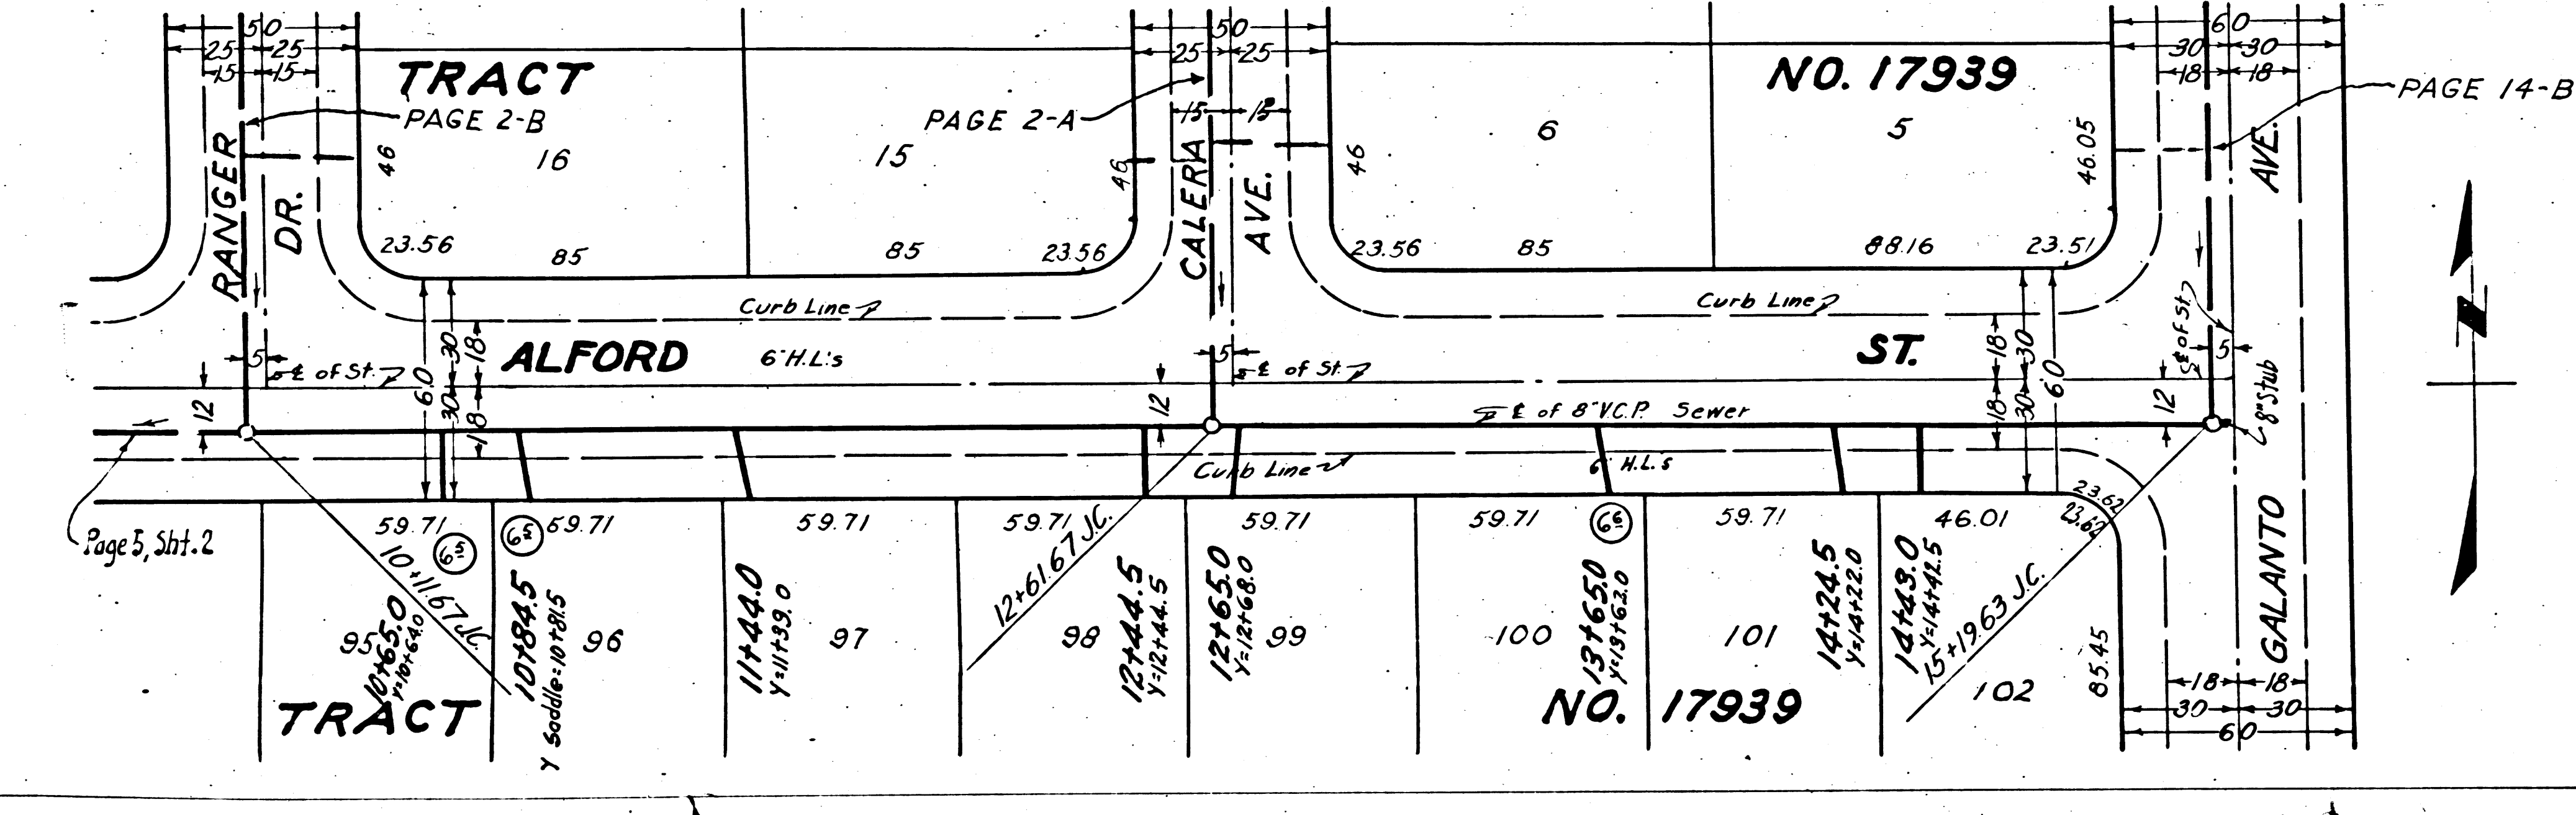 50
25 25
15 15
50
25 25
15 15
60
30 30
18 18
TRACT
NO. 17939
PAGE 2-B
PAGE 2-A
PAGE 14-B
RANGER
DR.
46
16
15
46
CALERA
AVE.
46
6
5
46.05
AVE.
23.56
85
85
23.56
23.56
85
88.16
23.51
Curb Line
Curb Line
5
℄ of St.
60
30
18
ALFORD
6" H.L.'s
5
℄ of St.
ST.
18
30
60
℄ of St.
5
12
30
18
12
℄ of 8" V.C.P. Sewer
18
30
12
8" Stub
Curb Line
6" H.L.'s
Page 5, Sht. 2
59.71
6 5
6 5
59.71
59.71
59.71
59.71
59.71
6 6
59.71
46.01
23.62
23.62
10+11.67 J.C.
12+61.67 J.C.
15+19.63 J.C.
10+65.0
Y=10+64.0
10+84.5
Y Saddle=10+81.5
11+44.0
Y=11+39.0
12+44.5
Y=12+44.5
12+65.0
Y=12+68.0
13+65.0
Y=13+62.0
14+24.5
Y=14+22.0
14+43.0
Y=14+42.5
95
96
97
98
99
100
101
102
85.45
GALANTO
TRACT
NO. 17939
18 18
30 30
60
N